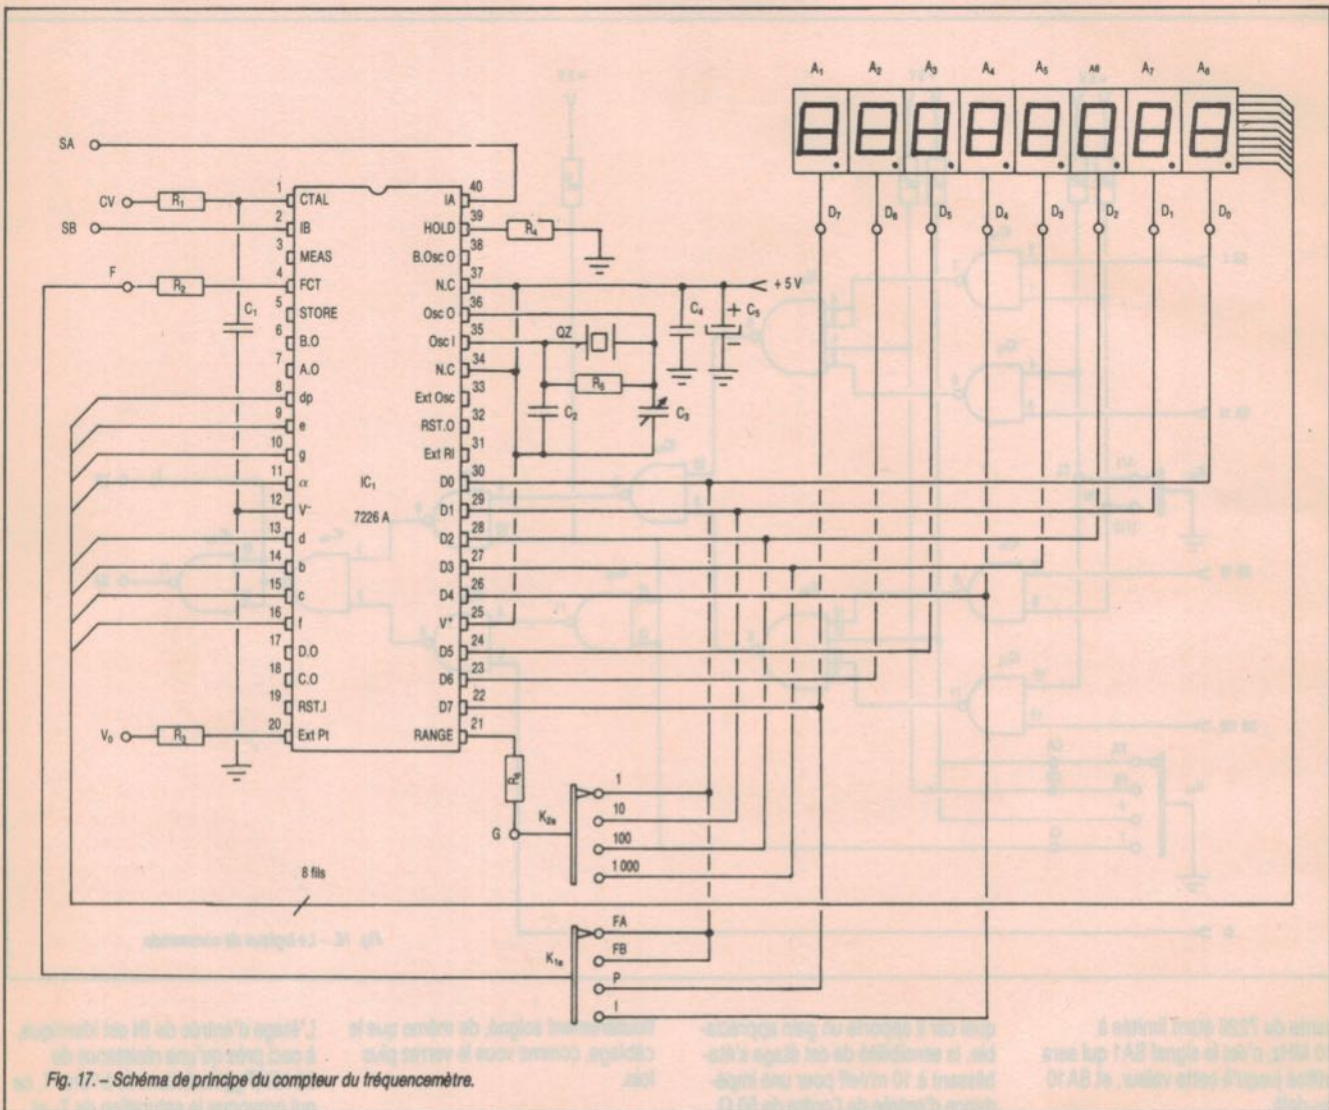 A₁ A₂ A₃ A₄ A₅ A6 A₇ A₈
D₇ D₆ D₅ D₄ D₃ D₂ D₁ D₀
SA
CV R₁
SB
F R₂
C₁
1 CTAL
2 IB
3 MEAS
4 FCT
5 STORE
6 B.O
7 A.O
8 dp
9 e
10 g
11 α
12 V⁻
13 d
14 b
15 c
16 f
17 D.O
18 C.O
19 RST.I
20 Ext Pt
V₀ R₃
IC₁
7226 A
40 IA
39 HOLD R₄
38 B.Osc O
37 N.C
36 Osc O
35 Osc I
34 N.C
33 Ext Osc
32 RST.O
31 Ext RI
30 D0
29 D1
28 D2
27 D3
26 D4
25 V⁺
24 D5
23 D6
22 D7
21 RANGE
+ 5 V
C₄ + C₅ −
QZ
C₂ C₃
G K₂ₐ
1
10
100
1 000
8 fils
K₁ₐ
FA
FB
P
I
Fig. 17. – Schéma de principe du compteur du fréquencemètre.